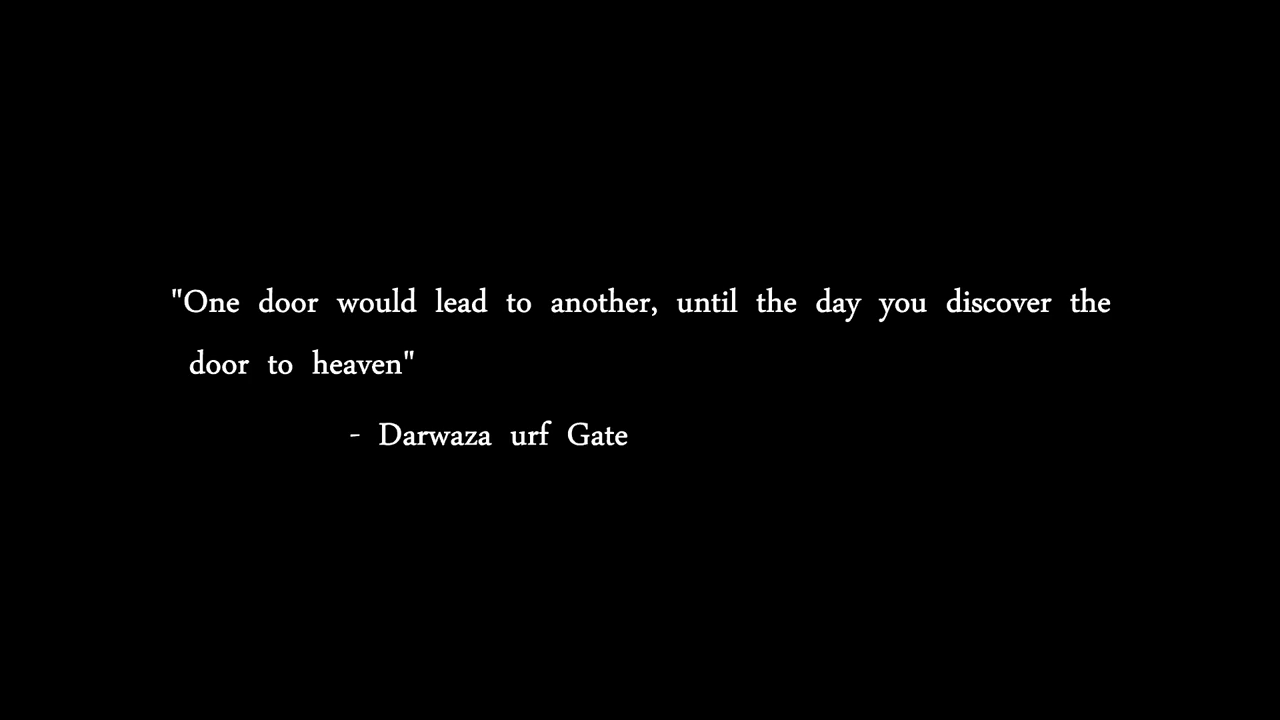 "One door would lead to another, until the day you discover the
door to heaven"
- Darwaza urf Gate